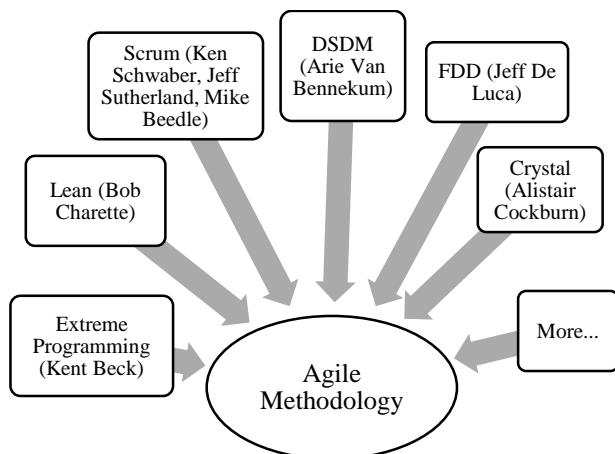 Scrum (Ken
Schwaber, Jeff
Sutherland, Mike
Beedle)
DSDM
(Arie Van
Bennekum)
FDD (Jeff De
Luca)
Lean (Bob
Charette)
Crystal
(Alistair
Cockburn)
Extreme
Programming
(Kent Beck)
More...
Agile
Methodology